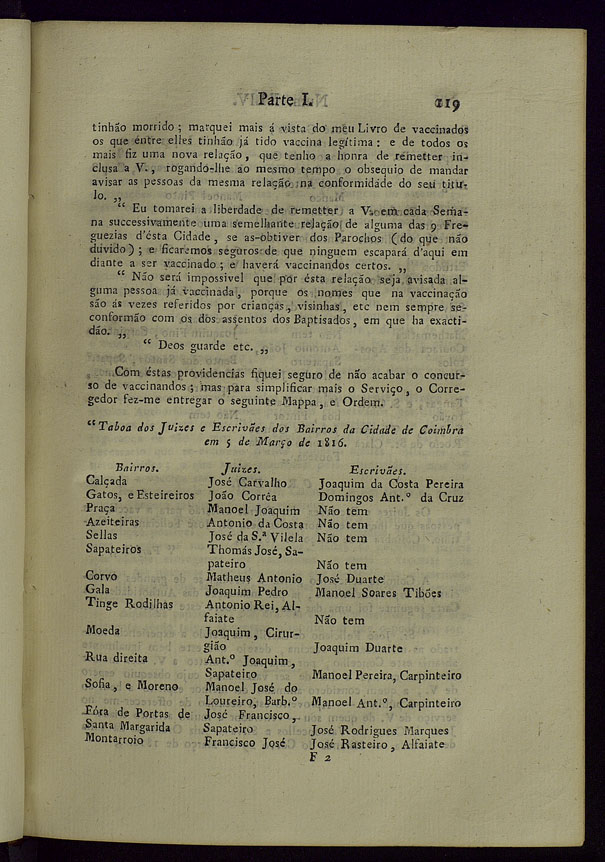 Parte I. 119
tinhão morrido ; marquei mais á vista do meu Livro de vaccinados
os que entre elles tinhão já tido vaccina legítima : e de todos os
mais fiz uma nova relação , que tenho a honra de remetter in-
clusa a V. , rogando-lhe ao mesmo tempo o obsequio de mandar
avisar as pessoas da mesma relação na conformidade do seu titu-
lo. „
“ Eu tomarei a liberdade de remetter a V. em cada Sema-
na successivamente uma semelhante relação de alguma das 9 Fre-
guezias d'ésta Cidade , se as-obtiver dos Parochos ( do que não
duvido ) ; e ficaremos seguros de que ninguem escapará d'aqui em
diante a ser vaccinado ; e haverá vaccinandos certos. „
“ Não será impossivel que por ésta relação seja avisada al-
guma pessoa já vaccinada , porque os nomes que na vaccinação
são ás vezes referidos por crianças , visinhas , etc nem sempre se-
conformão com os dos assentos dos Baptisados , em que ha exacti-
dão. „
“ Deos guarde etc. „
Com éstas providencias fiquei seguro de não acabar o concur-
so de vaccinandos ; mas para simplificar mais o Serviço , o Corre-
gedor fez-me entregar o seguinte Mappa , e Ordem.
“ Taboa dos Juizes e Escrivães dos Bairros da Cidade de Coimbra
em 5 de Março de 1816.
Bairros. Juizes. Escrivães.
Calçada José Carvalho Joaquim da Costa Pereira
Gatos, e Esteireiros João Corrêa Domingos Ant.º da Cruz
Praça Manoel Joaquim Não tem
Azeiteiras Antonio da Costa Não tem
Sellas José da S.ª Vilela Não tem
Sapateiros Thomás José, Sa-
pateiro Não tem
Corvo Matheus Antonio José Duarte
Gala Joaquim Pedro Manoel Soares Tibões
Tinge Rodilhas Antonio Rei, Al-
faiate Não tem
Moeda Joaquim , Cirur-
gião Joaquim Duarte
Rua direita Ant.º Joaquim ,
Sapateiro Manoel Pereira, Carpinteiro
Sofia , e Moreno Manoel José do
Loureiro, Barb.º Manoel Ant.º, Carpinteiro
Fóra de Portas de José Francisco ,
Santa Margarida Sapateiro José Rodrigues Marques
Montarroio Francisco José José Rasteiro , Alfaiate
F 2